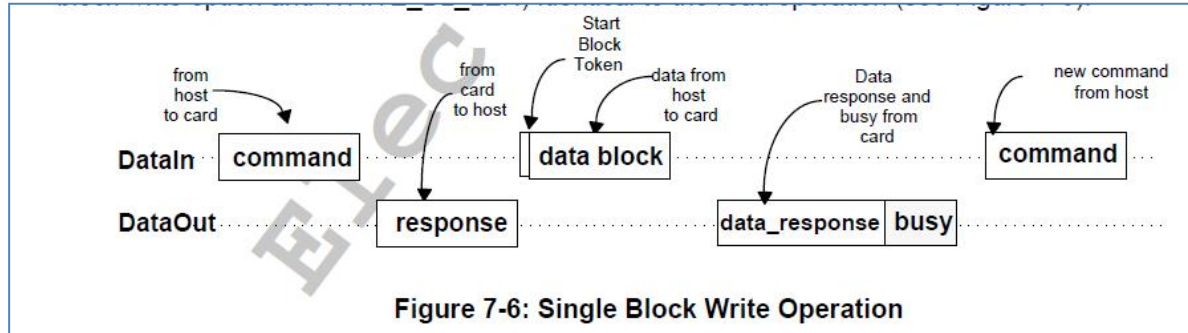 Start
Block
Token
from
host
to card
from
card
to host
data from
host
to card
Data
response and
busy from
card
new command
from host
DataIn command data block command
DataOut response data_response busy
Elec
Figure 7-6: Single Block Write Operation